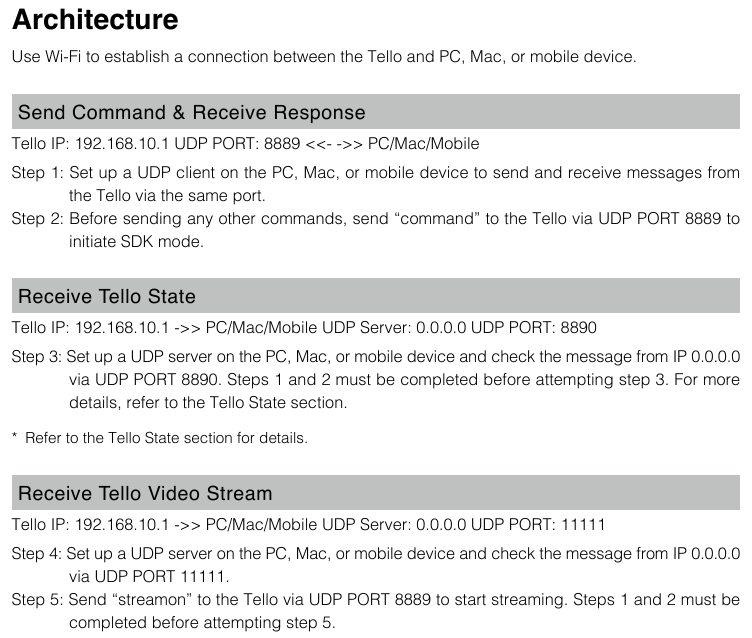 Architecture
Use Wi-Fi to establish a connection between the Tello and PC, Mac, or mobile device.
Send Command & Receive Response
Tello IP: 192.168.10.1 UDP PORT: 8889 <<- ->> PC/Mac/Mobile
Step 1: Set up a UDP client on the PC, Mac, or mobile device to send and receive messages from
the Tello via the same port.
Step 2: Before sending any other commands, send “command” to the Tello via UDP PORT 8889 to
initiate SDK mode.
Receive Tello State
Tello IP: 192.168.10.1 ->> PC/Mac/Mobile UDP Server: 0.0.0.0 UDP PORT: 8890
Step 3: Set up a UDP server on the PC, Mac, or mobile device and check the message from IP 0.0.0.0
via UDP PORT 8890. Steps 1 and 2 must be completed before attempting step 3. For more
details, refer to the Tello State section.
* Refer to the Tello State section for details.
Receive Tello Video Stream
Tello IP: 192.168.10.1 ->> PC/Mac/Mobile UDP Server: 0.0.0.0 UDP PORT: 11111
Step 4: Set up a UDP server on the PC, Mac, or mobile device and check the message from IP 0.0.0.0
via UDP PORT 11111.
Step 5: Send “streamon” to the Tello via UDP PORT 8889 to start streaming. Steps 1 and 2 must be
completed before attempting step 5.